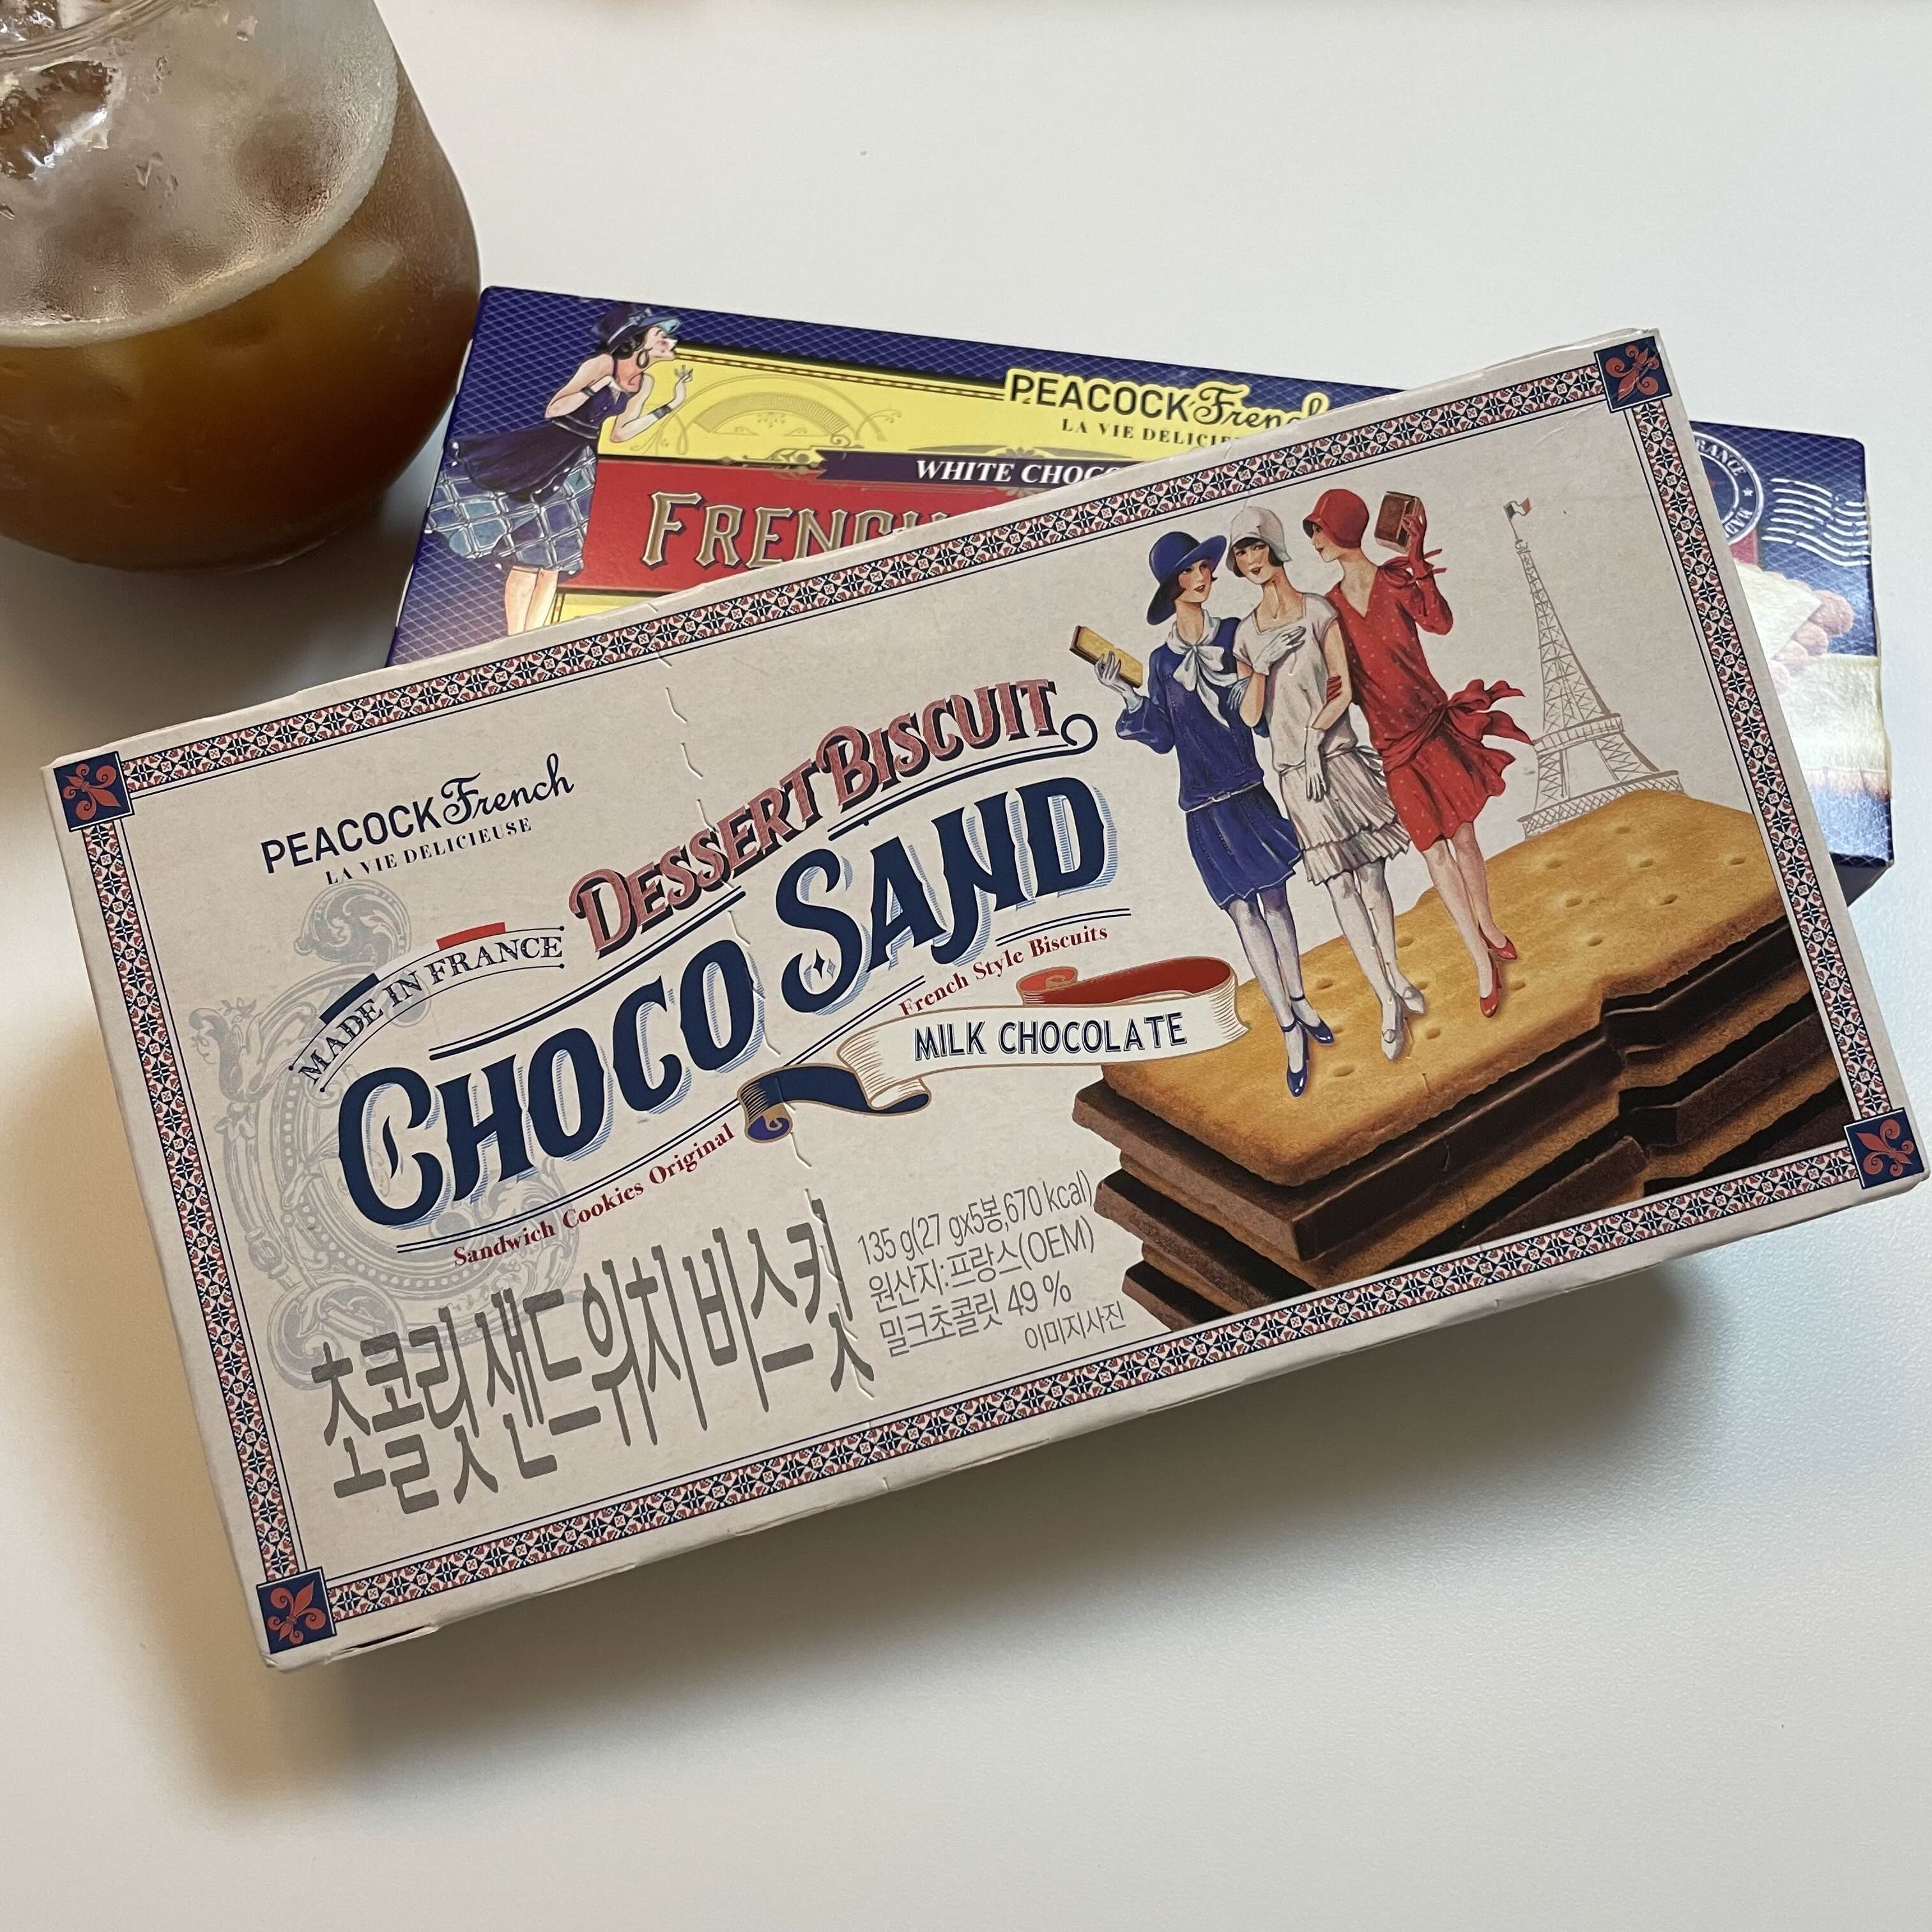 PEACOCK French
LA VIE DELICIEUSE
WHITE
FRENCH
FRANCE
PEACOCK French
LA VIE DELICIEUSE
MADE IN FRANCE
DESSERT BISCUIT
CHOCO SAND
French Style Biscuits
MILK CHOCOLATE
Sandwich Cookies Original
초콜릿 샌드위치 비스킷
135 g(27 gx5봉,670 kcal)
원산지:프랑스(OEM)
밀크초콜릿 49 %
이미지사진